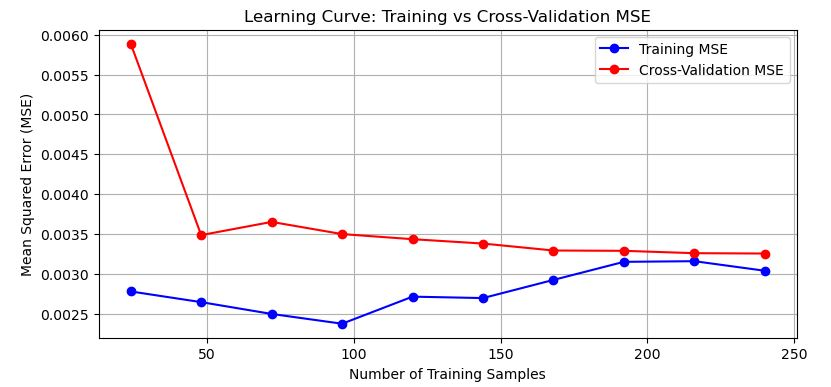 Learning Curve: Training vs Cross-Validation MSE
Training MSE
Cross-Validation MSE
Mean Squared Error (MSE)
0.0060
0.0055
0.0050
0.0045
0.0040
0.0035
0.0030
0.0025
50
100
150
200
250
Number of Training Samples